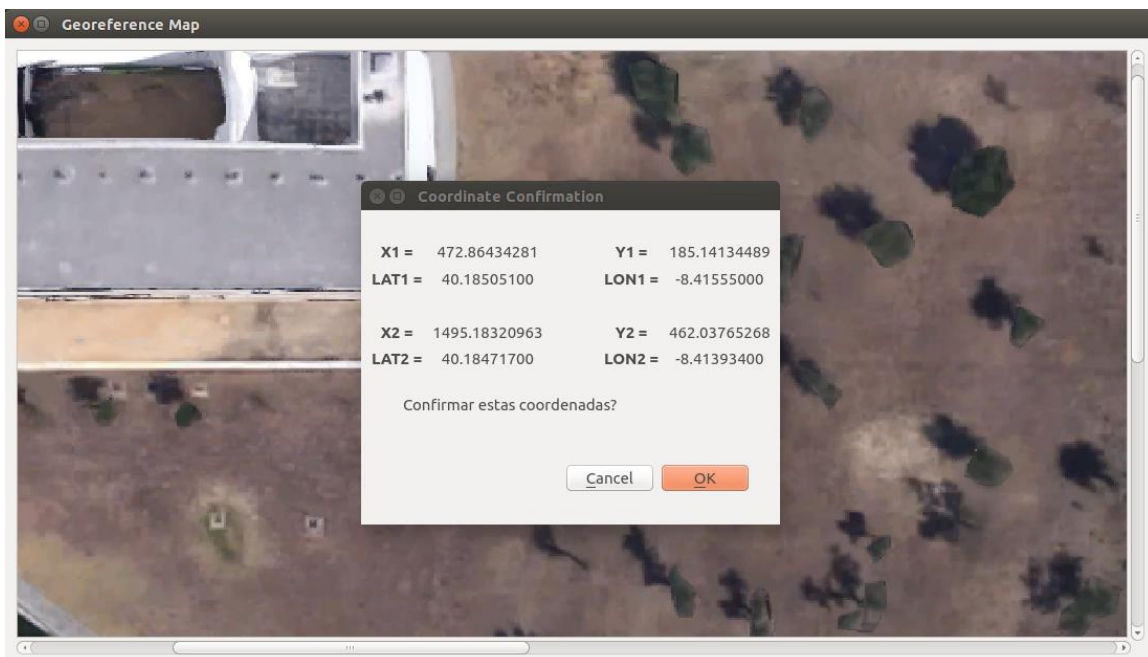 Georeference Map
Coordinate Confirmation
X1 = 472.86434281 Y1 = 185.14134489
LAT1 = 40.18505100 LON1 = -8.41555000
X2 = 1495.18320963 Y2 = 462.03765268
LAT2 = 40.18471700 LON2 = -8.41393400
Confirmar estas coordenadas?
Cancel OK